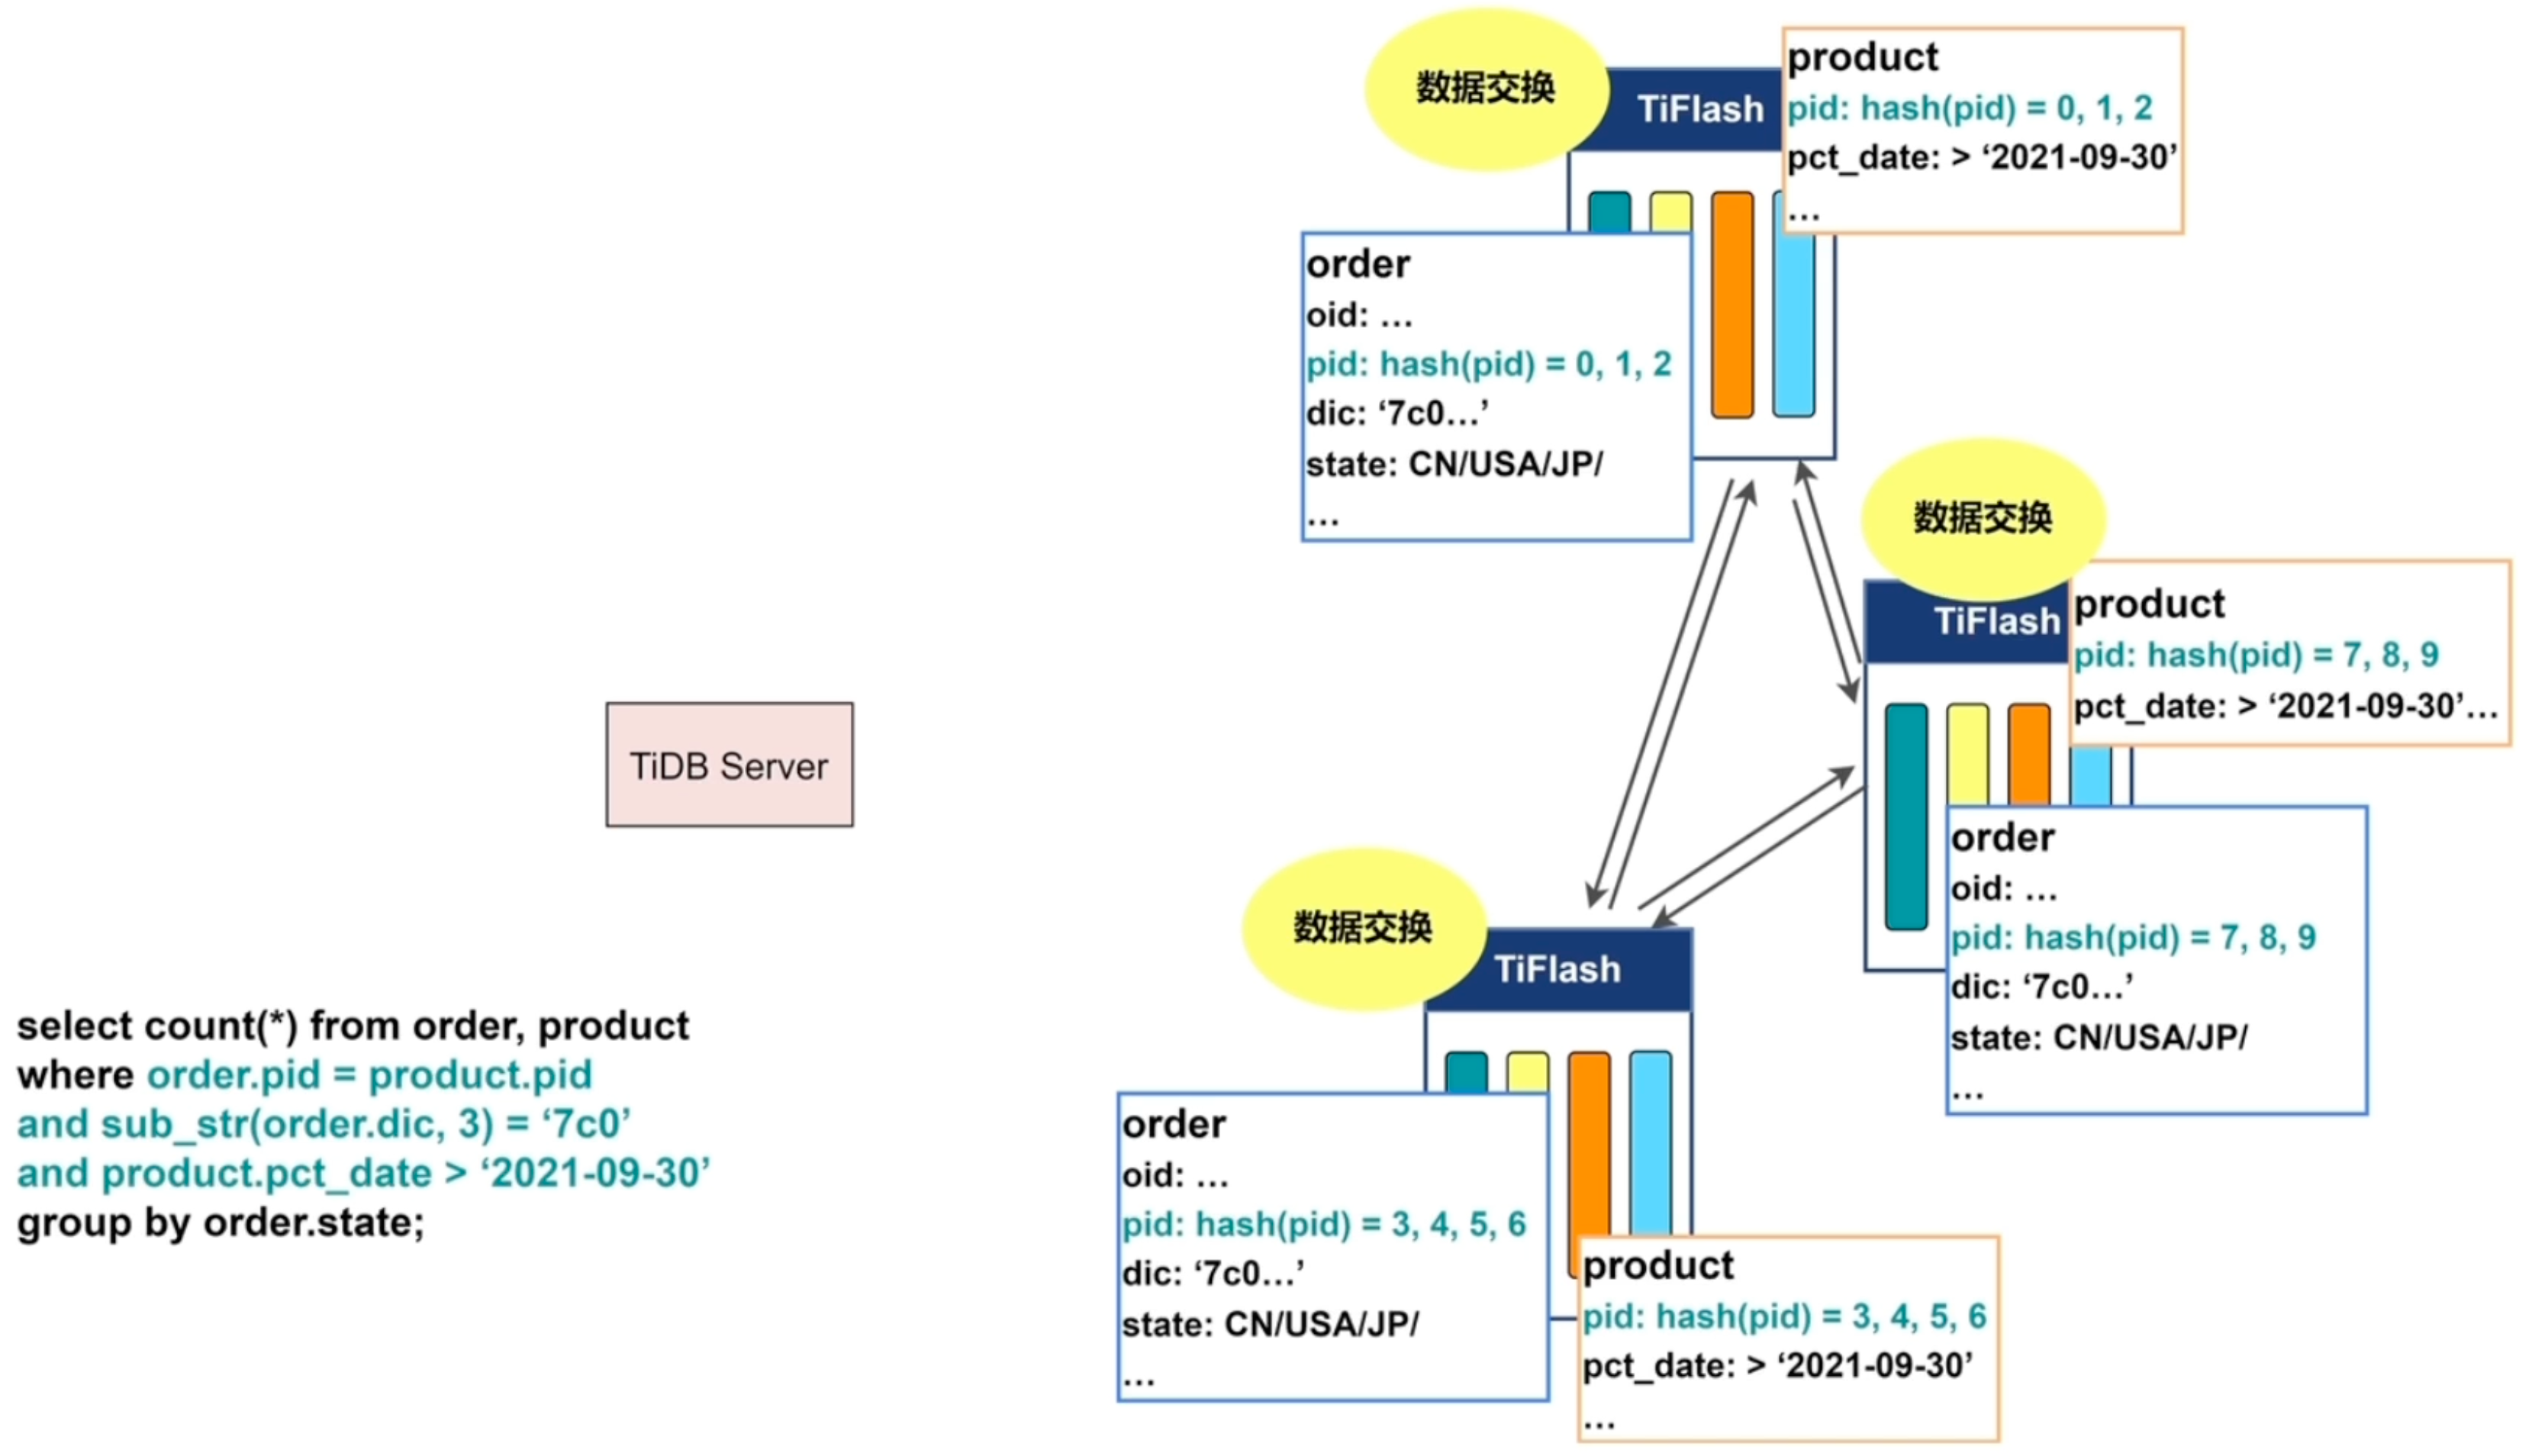 数据交换
TiFlash
product
pid: hash(pid) = 0, 1, 2
pct_date: > ‘2021-09-30’
…
order
oid: …
pid: hash(pid) = 0, 1, 2
dic: ‘7c0…’
state: CN/USA/JP/
…
数据交换
TiFlash
product
pid: hash(pid) = 7, 8, 9
pct_date: > ‘2021-09-30’…
order
oid: …
pid: hash(pid) = 7, 8, 9
dic: ‘7c0…’
state: CN/USA/JP/
…
TiDB Server
数据交换
TiFlash
order
oid: …
pid: hash(pid) = 3, 4, 5, 6
dic: ‘7c0…’
state: CN/USA/JP/
…
product
pid: hash(pid) = 3, 4, 5, 6
pct_date: > ‘2021-09-30’
…
select count(*) from order, product
where order.pid = product.pid
and sub_str(order.dic, 3) = ‘7c0’
and product.pct_date > ‘2021-09-30’
group by order.state;